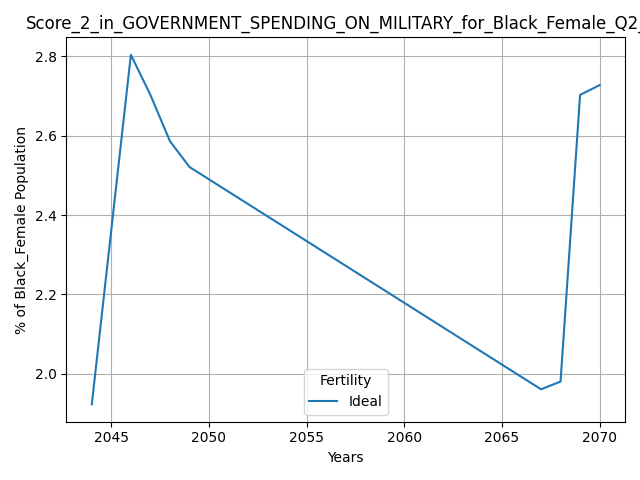 Score_2_in_GOVERNMENT_SPENDING_ON_MILITARY_for_Black_Female_Q2_
2.8
2.6
2.4
2.2
2.0
% of Black_Female Population
Fertility
Ideal
2045 2050 2055 2060 2065 2070
Years